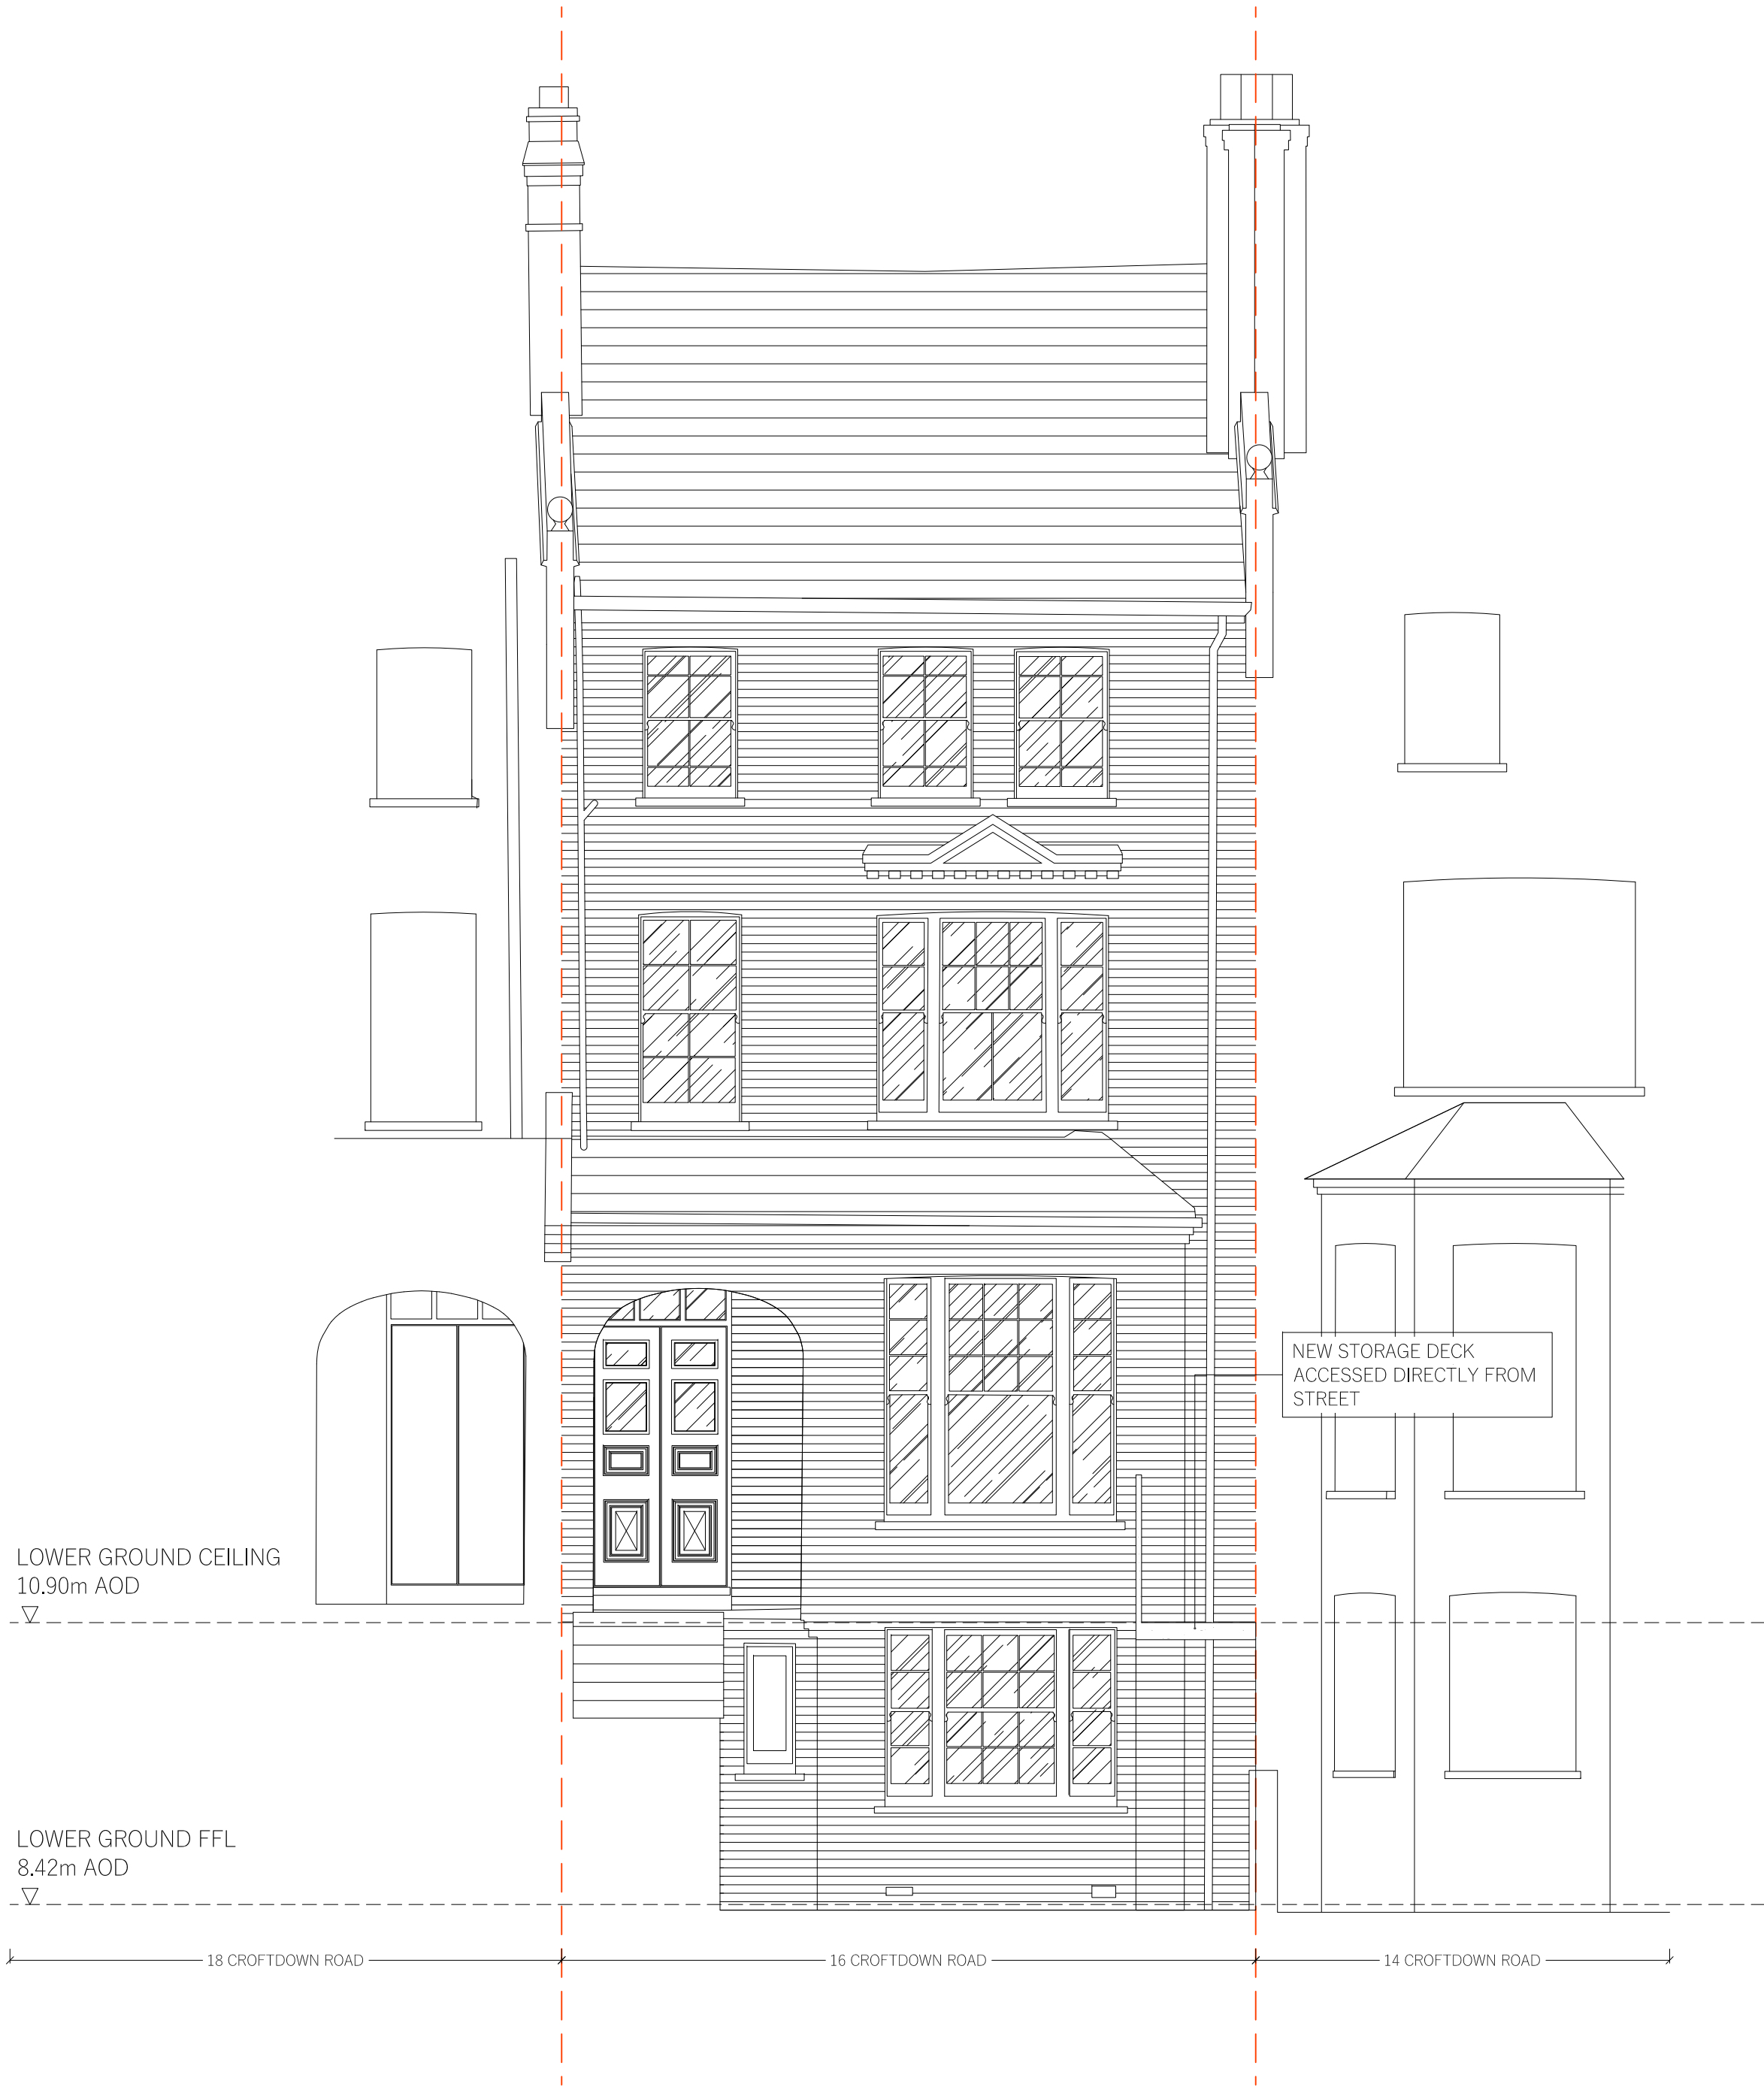 NEW STORAGE DECK
ACCESSED DIRECTLY FROM
STREET
LOWER GROUND CEILING
10.90m AOD
LOWER GROUND FFL
8.42m AOD
18 CROFTDOWN ROAD
16 CROFTDOWN ROAD
14 CROFTDOWN ROAD